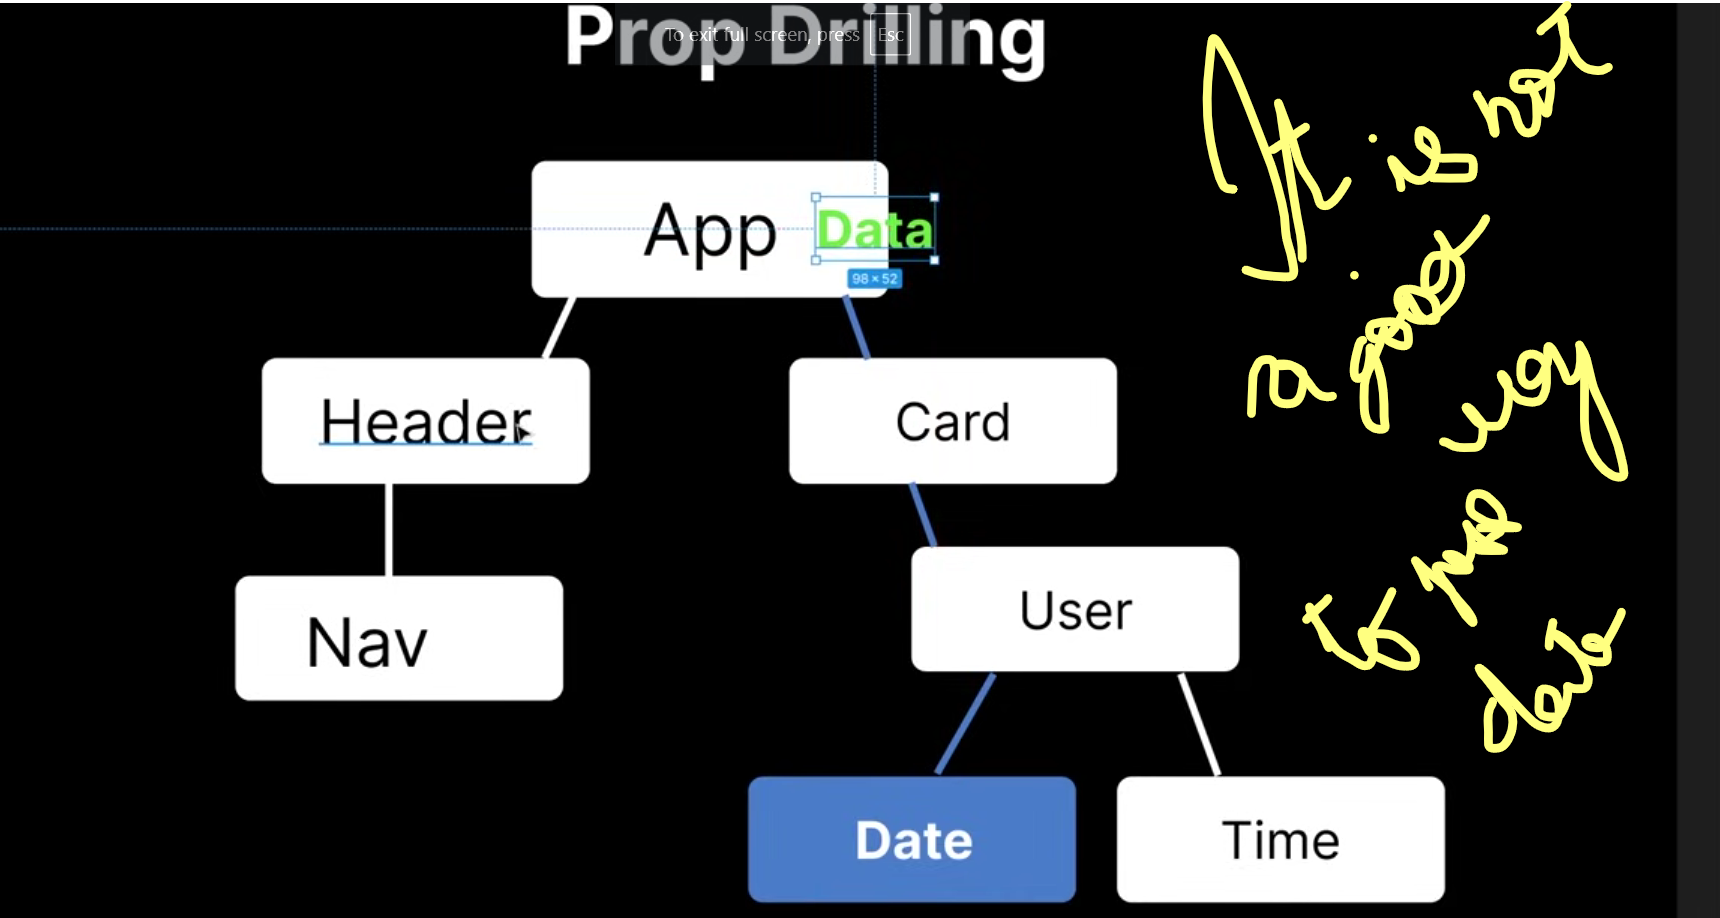 Prop Drilling
To exit full screen, press Esc
App
Data
98 × 52
Header
Card
Nav
User
Date
Time
It is not
a good
way
to pass
data